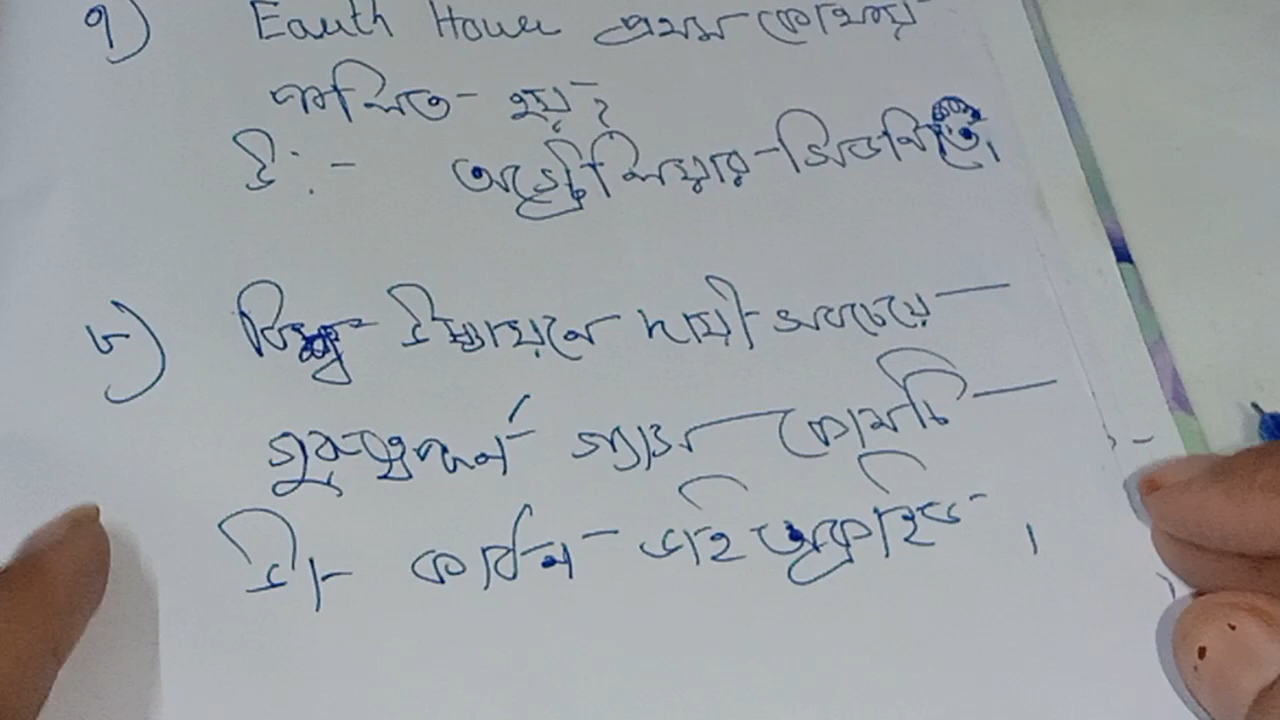 ৭) Earth Hour প্রথম কোথায়
পালিত হয়?
উঃ- অস্ট্রেলিয়ার সিডনিতে।
৮) বিশ্ব উষ্ণায়নে দায়ী সবচেয়ে
গুরুত্বপূর্ণ গ্যাস কোনটি
উঃ- কার্বন ডাই অক্সাইড।